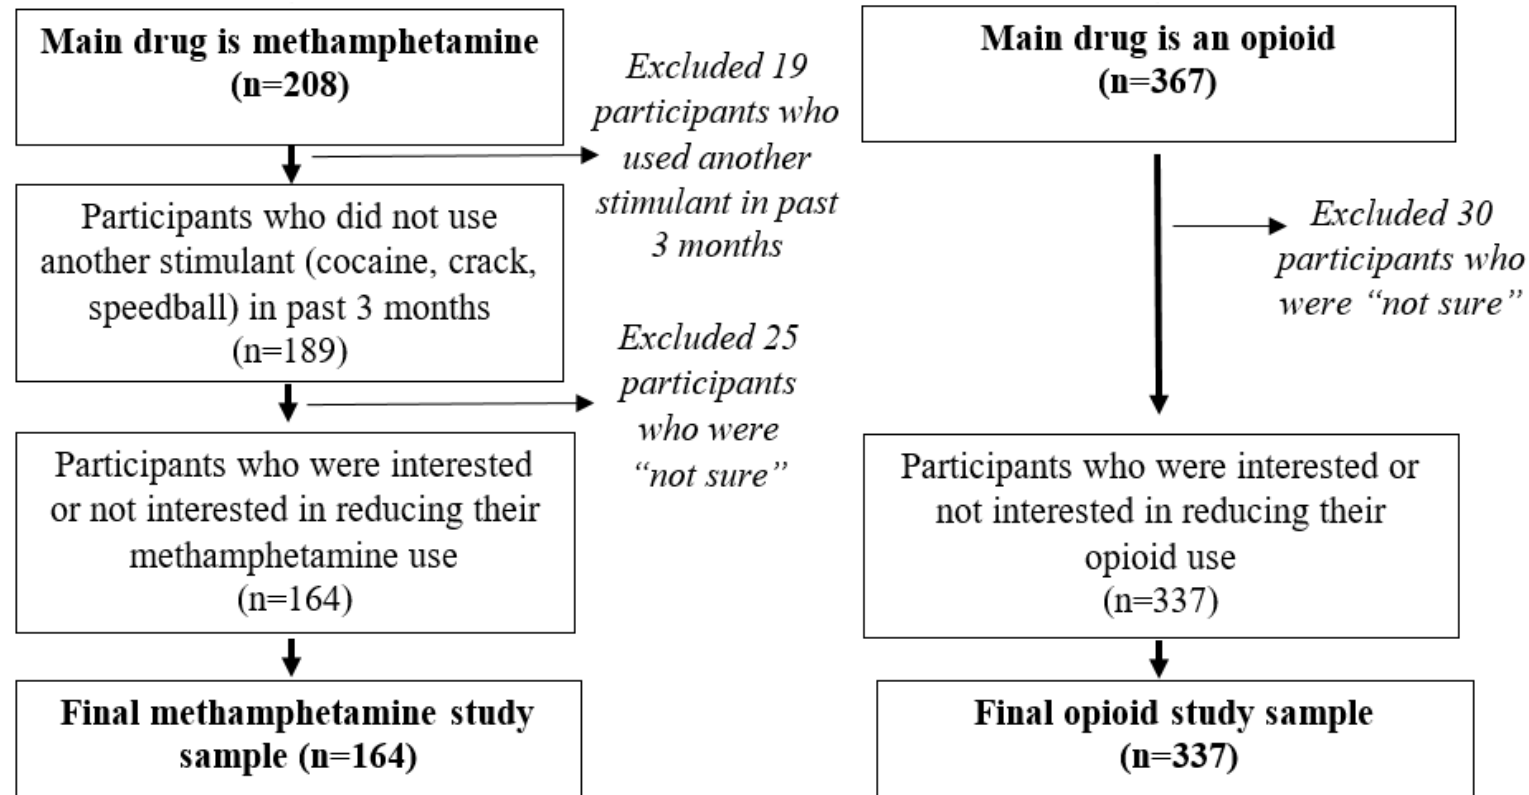 Main drug is methamphetamine
(n=208)
Excluded 19
participants who
used another
stimulant in past
3 months
Participants who did not use
another stimulant (cocaine, crack,
speedball) in past 3 months
(n=189)
Excluded 25
participants
who were
“not sure”
Participants who were interested
or not interested in reducing their
methamphetamine use
(n=164)
Final methamphetamine study
sample (n=164)
Main drug is an opioid
(n=367)
Excluded 30
participants who
were “not sure”
Participants who were interested or
not interested in reducing their
opioid use
(n=337)
Final opioid study sample
(n=337)